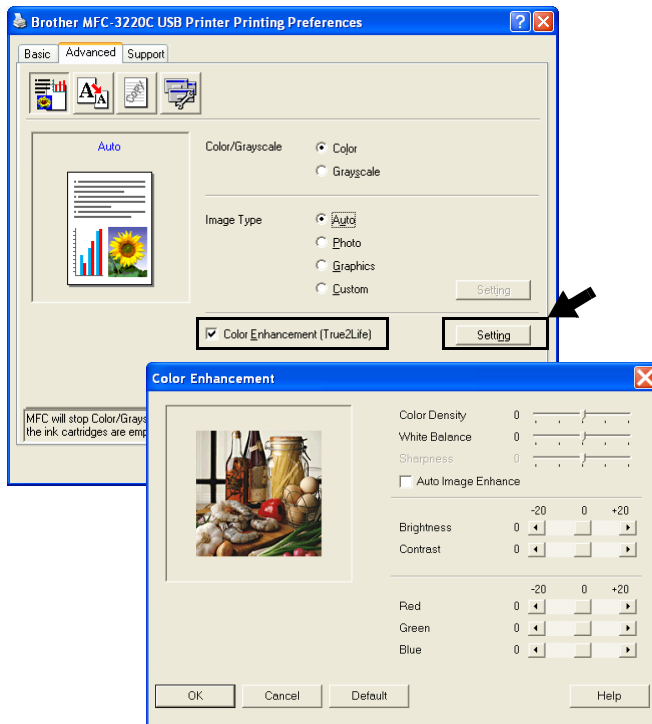 Brother MFC-3220C USB Printer Printing Preferences
Basic Advanced Support
Auto
Color/Grayscale
Color
Grayscale
Image Type
Auto
Photo
Graphics
Custom
Setting
Color Enhancement (True2Life)
Setting
MFC will stop Color/Grays
the ink cartridges are emp
Color Enhancement
Color Density 0
White Balance 0
Sharpness 0
Auto Image Enhance
-20 0 +20
Brightness 0
Contrast 0
-20 0 +20
Red 0
Green 0
Blue 0
OK Cancel Default Help